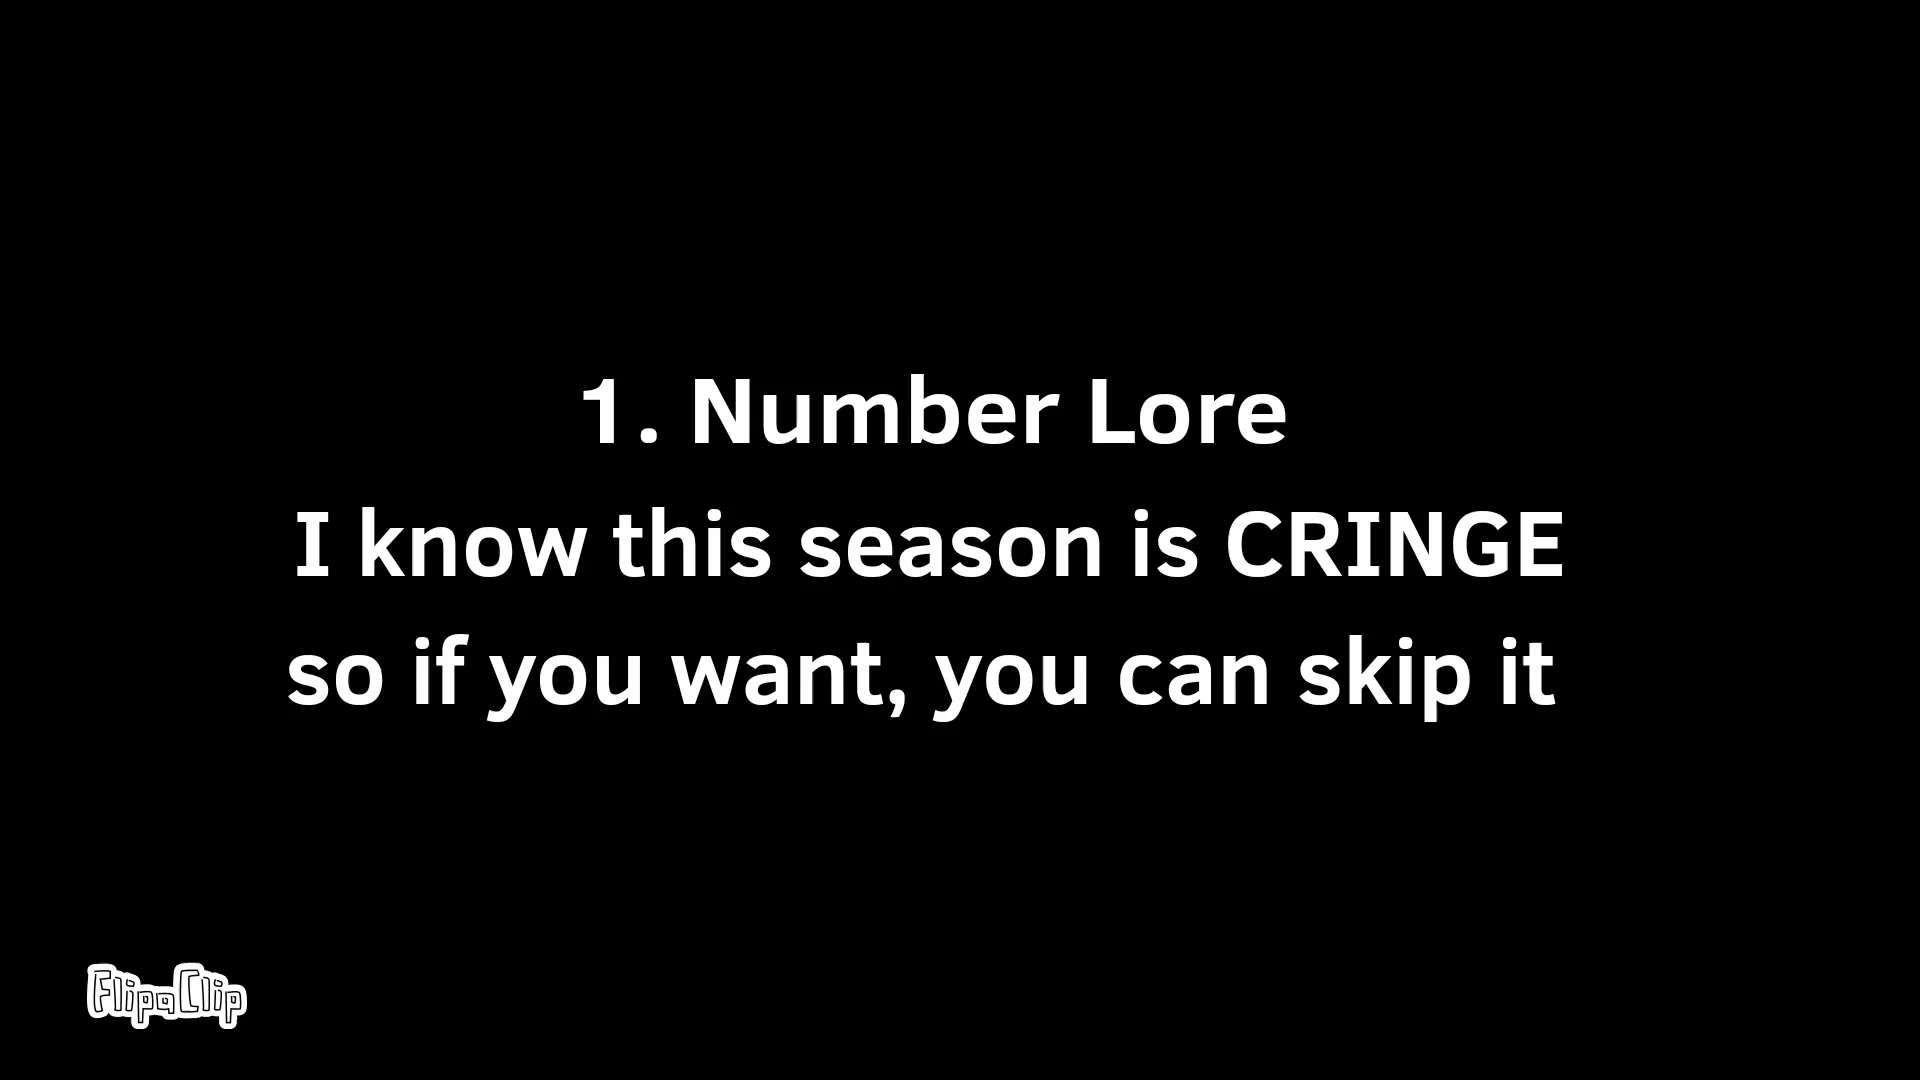 1. Number Lore
I know this season is CRINGE
so if you want, you can skip it
FlipaClip